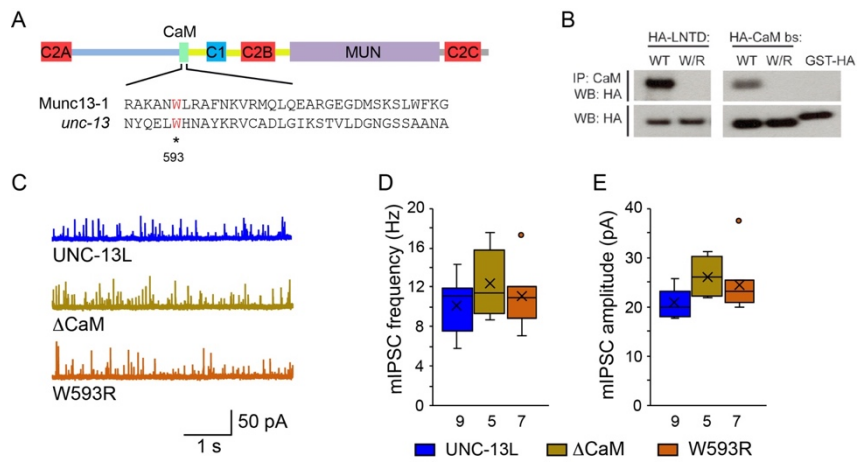 A
CaM
C2A
C1
C2B
MUN
C2C
Munc13-1 RAKANWLRAFNKVRMQLQEARGEGDMSKSLWFKG
unc-13 NYQELWHNAYKRVCADLGIKSTVLDGNGSSAANA
*
593
B
HA-LNTD: HA-CaM bs:
WT W/R WT W/R GST-HA
IP: CaM
WB: HA
WB: HA
C
UNC-13L
ΔCaM
W593R
50 pA
1 s
D
mIPSC frequency (Hz)
20
16
12
8
4
0
9 5 7
E
mIPSC amplitude (pA)
40
30
20
10
0
9 5 7
UNC-13L ΔCaM W593R